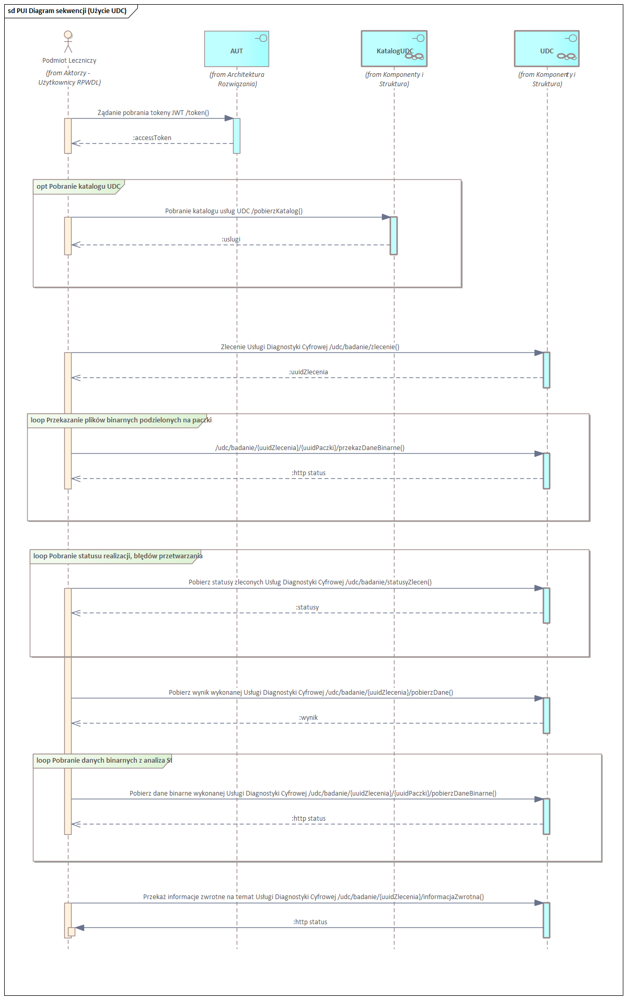 sd PUI Diagram sekwencji (Użycie UDC)
Podmiot Leczniczy
(from Aktorzy -
Użytkownicy RPWDL)
AUT
(from Architektura
Rozwiązania)
KatalogUDC
(from Komponenty i
Struktura)
UDC
(from Komponenty i
Struktura)
Żądanie pobrania tokeny JWT /token()
:accessToken
opt Pobranie katalogu UDC
Pobranie katalogu usług UDC /pobierzKatalog()
:uslugi
Zlecenie Usługi Diagnostyki Cyfrowej /udc/badanie/zlecenie()
:uuidZlecenia
loop Przekazanie plików binarnych podzielonych na paczki
/udc/badanie/{uuidZlecenia}/{uuidPaczki}/przekazDaneBinarne()
:http status
loop Pobranie statusu realizacji, błędów przetwarzania
Pobierz statusy zleconych Usług Diagnostyki Cyfrowej /udc/badanie/statusyZlecen()
:statusy
Pobierz wynik wykonanej Usługi Diagnostyki Cyfrowej /udc/badanie/{uuidZlecenia}/pobierzDane()
:wynik
loop Pobranie danych binarnych z analiza SI
Pobierz dane binarne wykonanej Usługi Diagnostyki Cyfrowej /udc/badanie/{uuidZlecenia}/{uuidPaczki}/pobierzDaneBinarne()
:http status
Przekaż informacje zwrotne na temat Usługi Diagnostyki Cyfrowej /udc/badanie/{uuidZlecenia}/informacjaZwrotna()
:http status